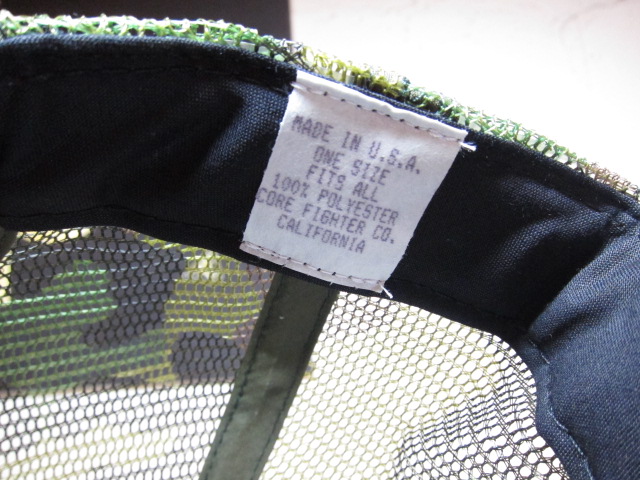 MADE IN U.S.A.
ONE SIZE
FITS ALL
100% POLYESTER
CORE FIGHTER CO.
CALIFORNIA